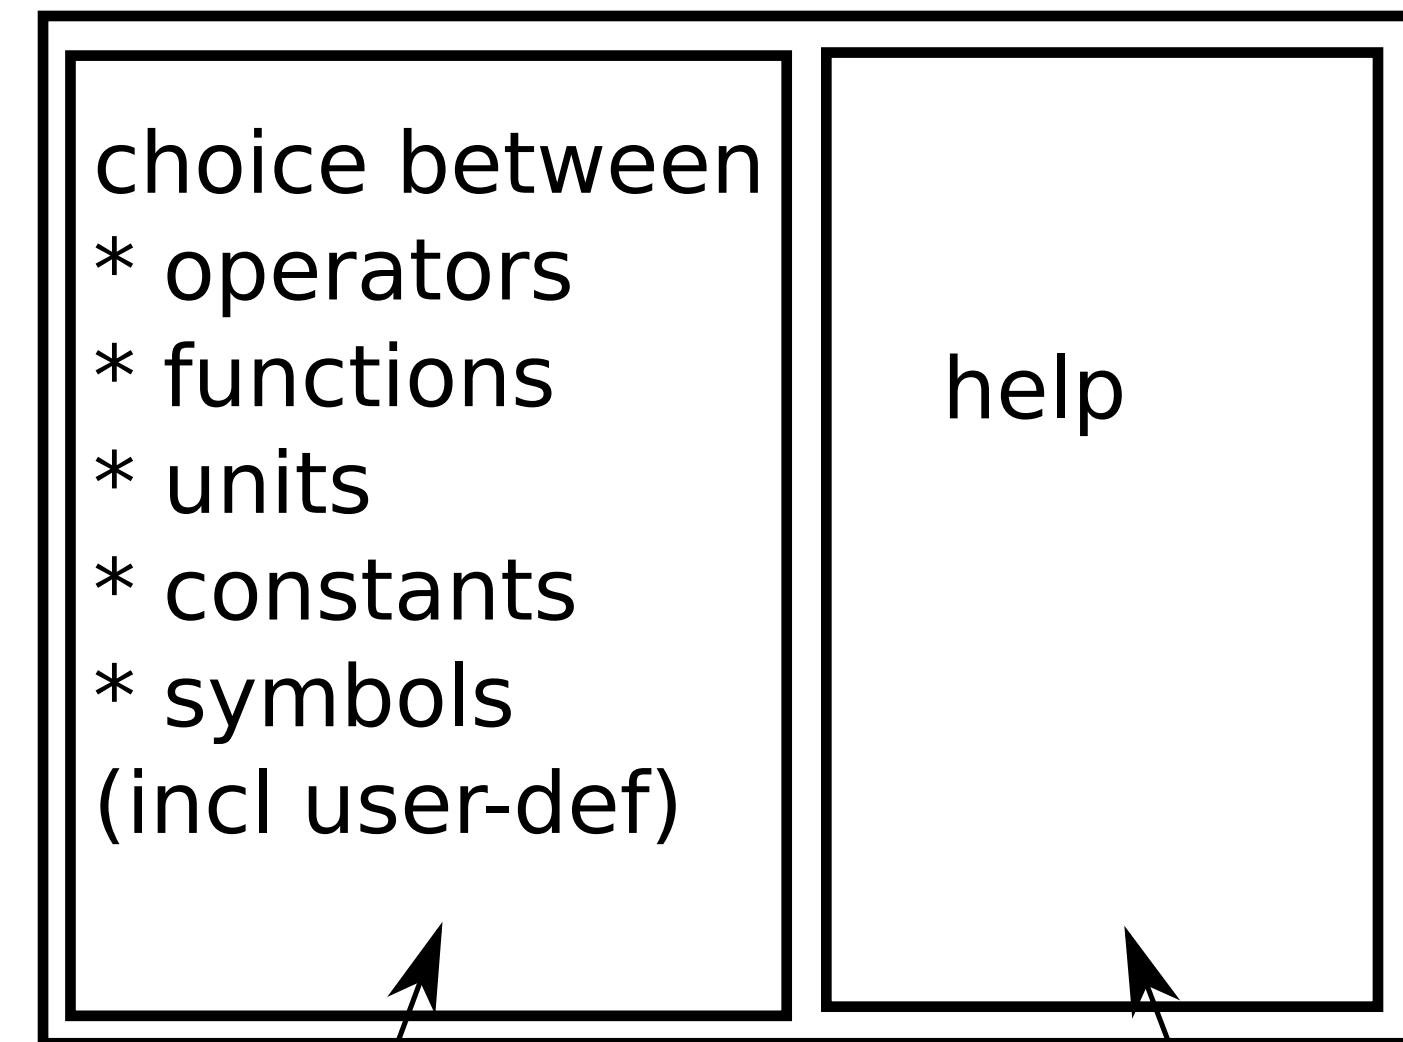 choice between
* operators
* functions
* units
* constants
* symbols
(incl user-def)
help